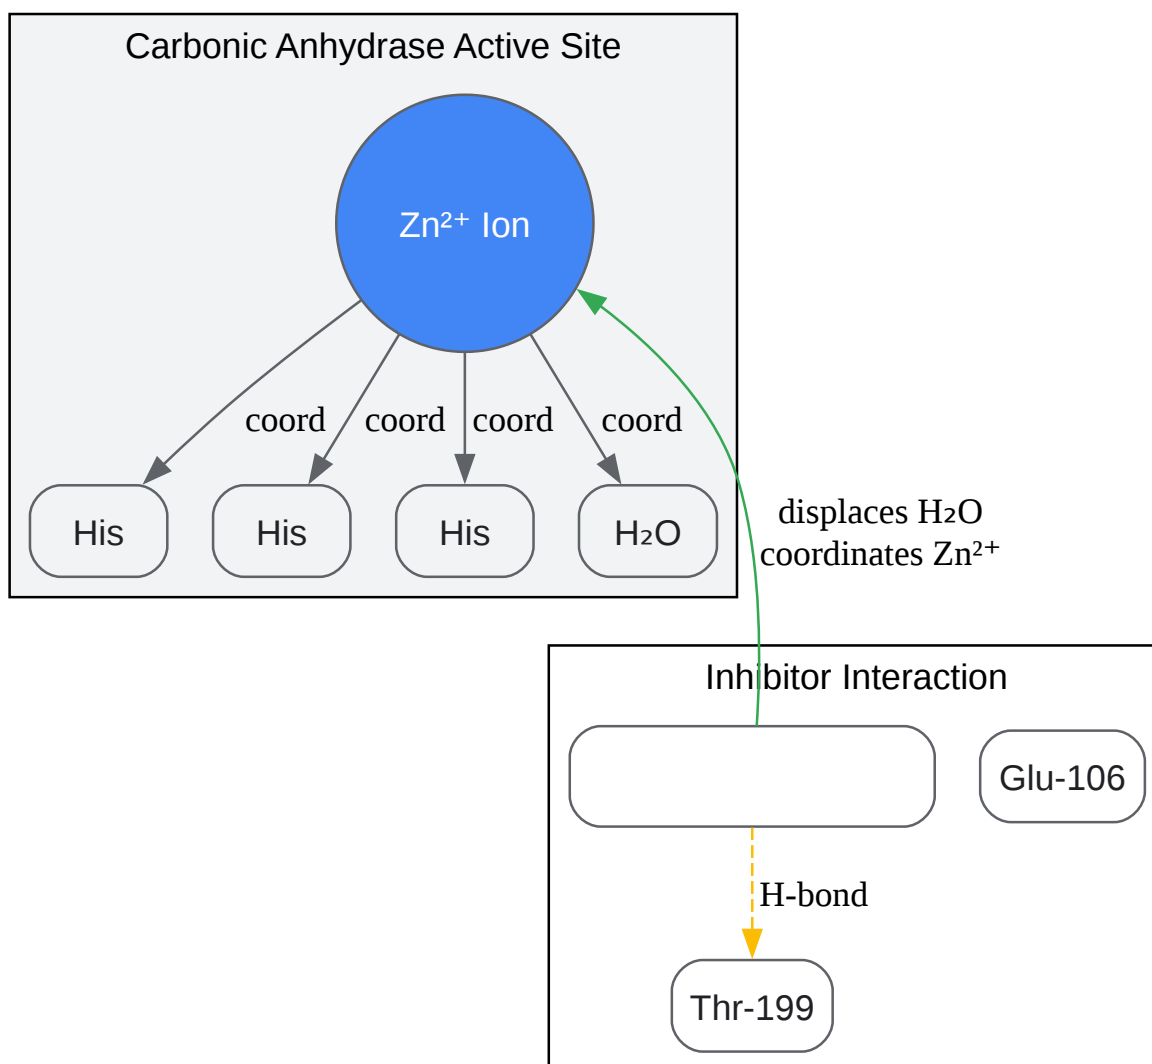 Carbonic Anhydrase Active Site
Zn²⁺ Ion
coord coord coord coord
His His His H₂O
displaces H₂O
coordinates Zn²⁺
Inhibitor Interaction
Glu-106
H-bond
Thr-199